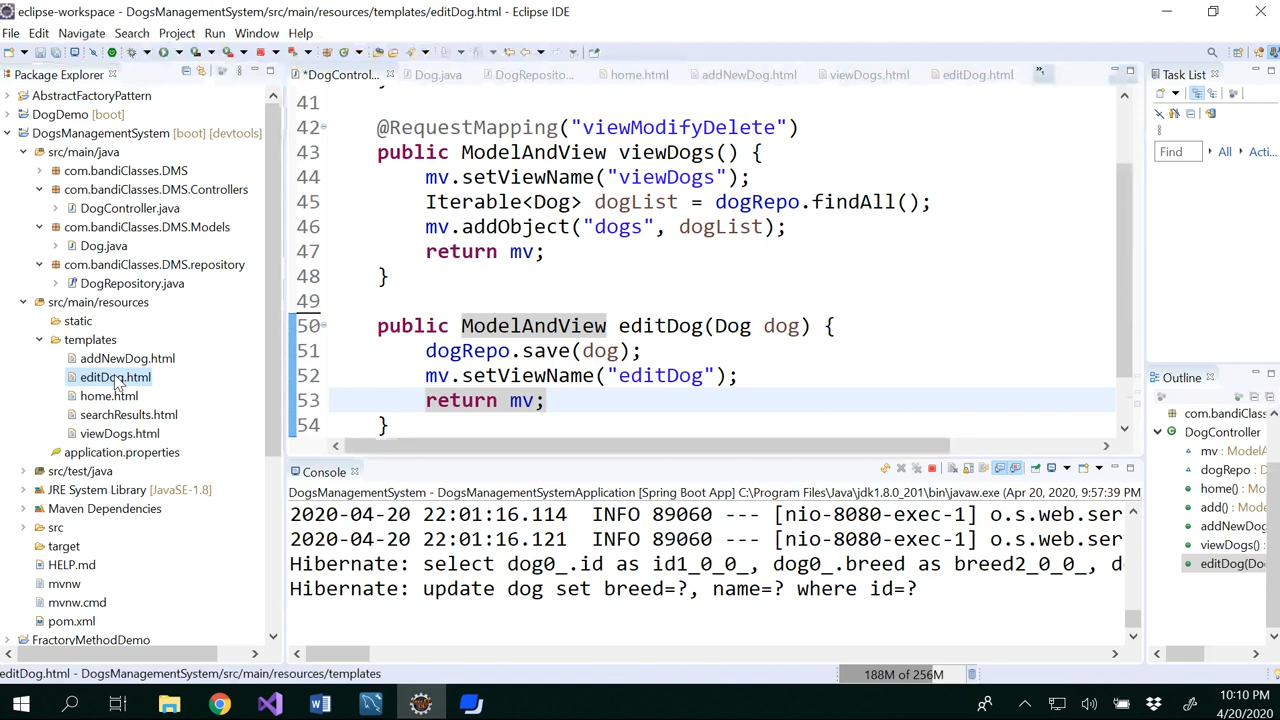 eclipse-workspace - DogsManagementSystem/src/main/resources/templates/editDog.html - Eclipse IDE
File Edit Navigate Search Project Run Window Help
Package Explorer
AbstractFactoryPattern
DogDemo [boot]
DogsManagementSystem [boot] [devtools]
src/main/java
com.bandiClasses.DMS
com.bandiClasses.DMS.Controllers
DogController.java
com.bandiClasses.DMS.Models
Dog.java
com.bandiClasses.DMS.repository
DogRepository.java
src/main/resources
static
templates
addNewDog.html
editDog.html
home.html
searchResults.html
viewDogs.html
application.properties
src/test/java
JRE System Library [JavaSE-1.8]
Maven Dependencies
src
target
HELP.md
mvnw
mvnw.cmd
pom.xml
FractoryMethodDemo
*DogControl... Dog.java DogReposito... home.html addNewDog.html viewDogs.html editDog.html
41
42 @RequestMapping("viewModifyDelete")
43 public ModelAndView viewDogs() {
44 mv.setViewName("viewDogs");
45 Iterable<Dog> dogList = dogRepo.findAll();
46 mv.addObject("dogs", dogList);
47 return mv;
48 }
49
50 public ModelAndView editDog(Dog dog) {
51 dogRepo.save(dog);
52 mv.setViewName("editDog");
53 return mv;
54 }
Console
DogsManagementSystem - DogsManagementSystemApplication [Spring Boot App] C:\Program Files\Java\jdk1.8.0_201\bin\javaw.exe (Apr 20, 2020, 9:57:39 PM
2020-04-20 22:01:16.114 INFO 89060 --- [nio-8080-exec-1] o.s.web.ser
2020-04-20 22:01:16.121 INFO 89060 --- [nio-8080-exec-1] o.s.web.ser
Hibernate: select dog0_.id as id1_0_0_, dog0_.breed as breed2_0_0_, d
Hibernate: update dog set breed=?, name=? where id=?
Task List
Find All Acti...
Outline
com.bandiClass
DogController
mv : ModelA
dogRepo : D
home() : Mo
add() : Mode
addNewDog
viewDogs() :
editDog(Do
editDog.html - DogsManagementSystem/src/main/resources/templates
188M of 256M
10:10 PM
4/20/2020